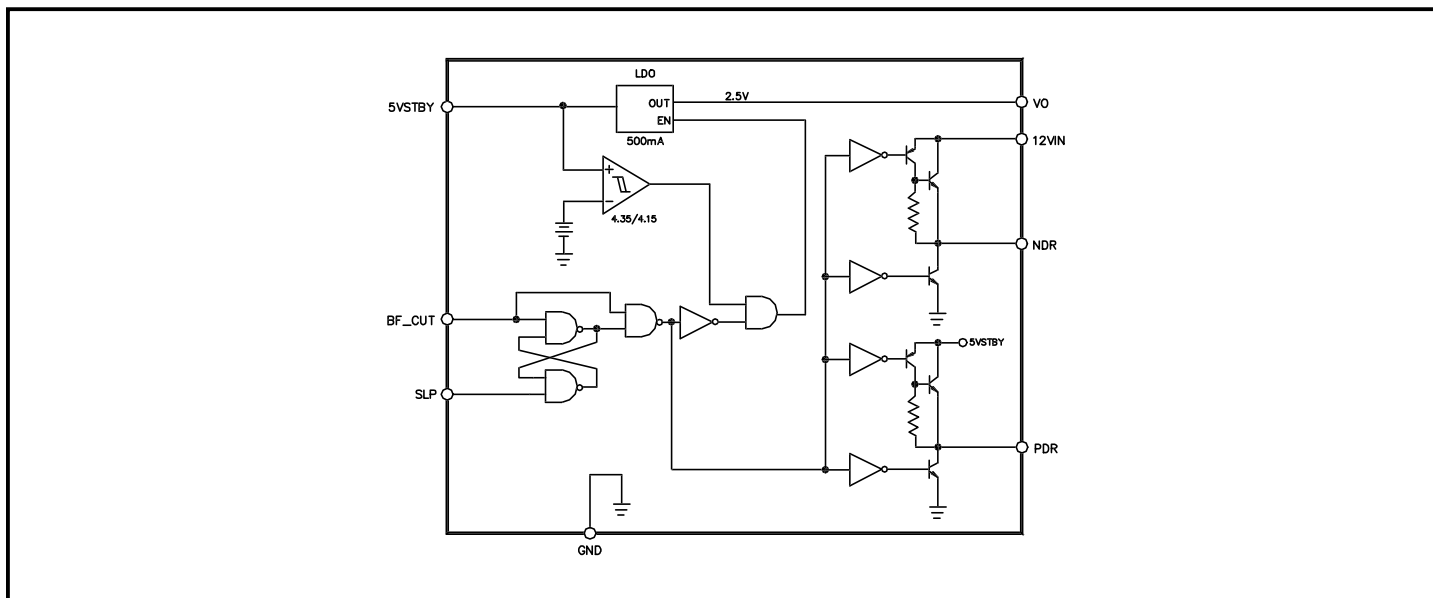 LDO
5VSTBY
OUT
2.5V
VO
EN
500mA
12VIN
+
−
4.35/4.15
NDR
BF_CUT
5VSTBY
SLP
PDR
GND